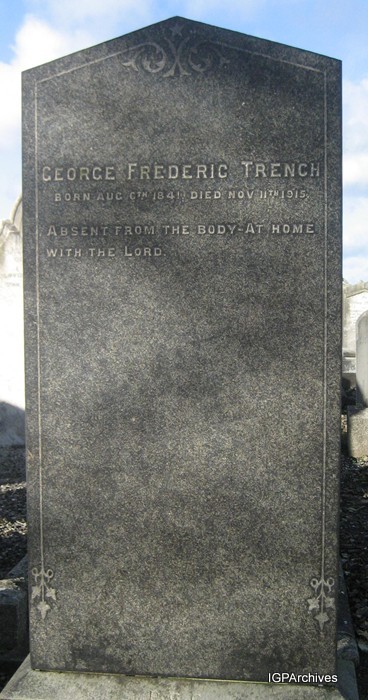 GEORGE FREDERIC TRENCH
BORN AUG 6TH 1841, DIED NOV 11TH 1915.
ABSENT FROM THE BODY-AT HOME
WITH THE LORD.
IGPArchives